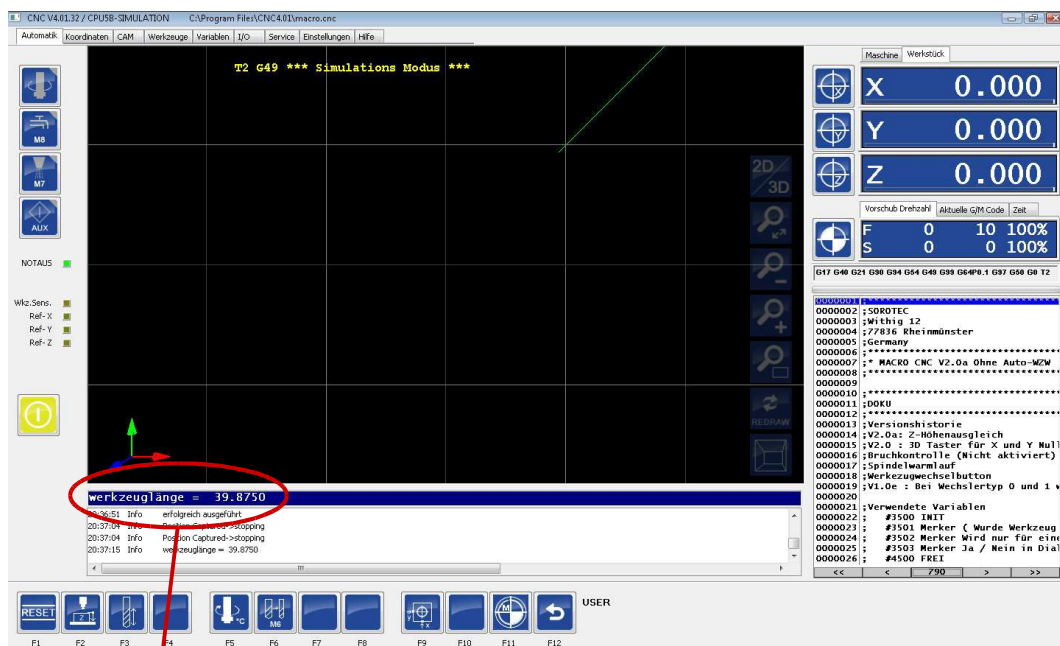 CNC V4.01.32 / CPU5B-SIMULATION C:\Program Files\CNC4.01\macro.cnc
Automatik Koordinaten CAM Werkzeuge Variablen I/O Service Einstellungen Hilfe
T2 G49 *** Simulations Modus ***
M8
M7
AUX
NOTAUS
Wkz.Sens.
Ref- X
Ref- Y
Ref- Z
2D/3D
REDRAW
werkzeuglänge = 39.8750
20:36:51 Info erfolgreich ausgeführt
20:37:04 Info Position Captured->stopping
20:37:04 Info Position Captured->stopping
20:37:15 Info werkzeuglänge = 39.8750
Maschine Werkstück
X 0.000
Y 0.000
Z 0.000
Vorschub Drehzahl Aktuelle G/M Code Zeit
F 0 10 100%
S 0 0 100%
G17 G40 G21 G90 G94 G54 G49 G99 G64P0.1 G97 G50 G0 T2
0000001 ;*****************************
0000002 ;SOROTEC
0000003 ;Withig 12
0000004 ;77836 Rheinmünster
0000005 ;Germany
0000006 ;*****************************
0000007 ;* MACRO CNC V2.0a Ohne Auto-WZW
0000008 ;*****************************
0000009
0000010 ;*****************************
0000011 ;DOKU
0000012 ;*****************************
0000013 ;Versionshistorie
0000014 ;V2.0a: Z-Höhenausgleich
0000015 ;V2.0 : 3D Taster für X und Y Null
0000016 ;Bruchkontrolle (Nicht aktiviert)
0000017 ;Spindelwarmlauf
0000018 ;Werkezugwechselbutton
0000019 ;V1.0e : Bei Wechslertyp 0 und 1 w
0000020
0000021 ;Verwendete Variablen
0000022 ; #3500 INIT
0000023 ; #3501 Merker ( Wurde Werkzeug
0000024 ; #3502 Merker Wird nur für eine
0000025 ; #3503 Merker Ja / Nein in Dial
0000026 ; #4500 FREI
<< < 790 > >>
RESET Z °C M6 Y X M USER
F1 F2 F3 F4 F5 F6 F7 F8 F9 F10 F11 F12